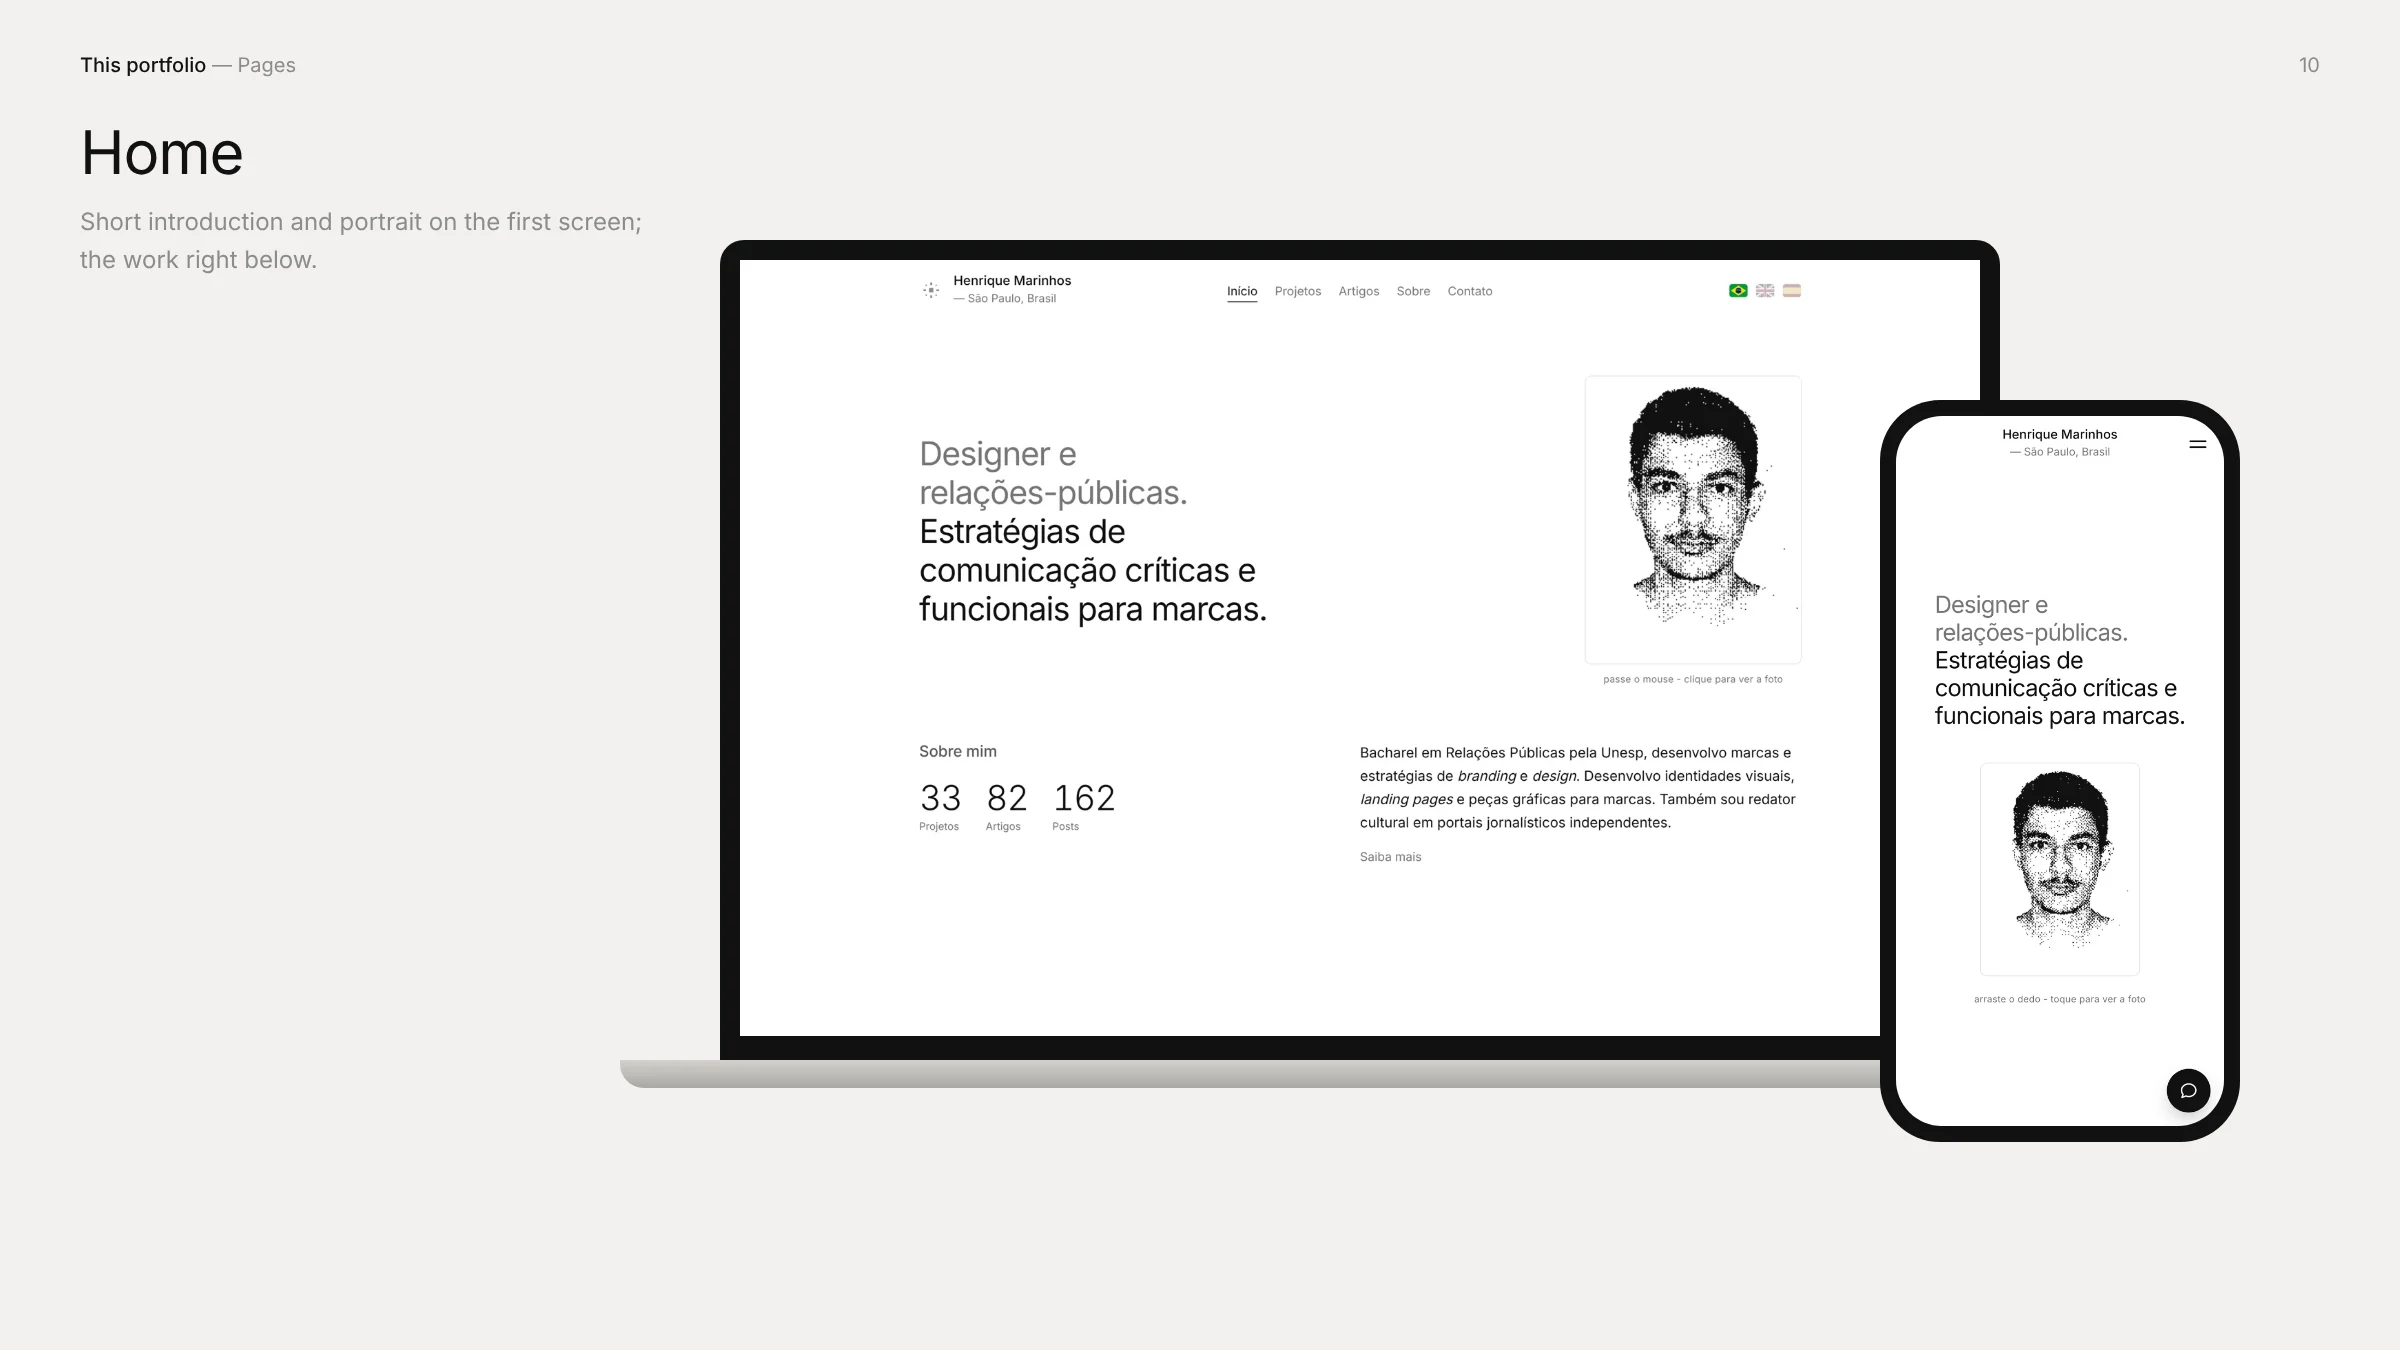 This portfolio — Pages
10
Home
Short introduction and portrait on the first screen;
the work right below.
Henrique Marinhos
— São Paulo, Brasil
Início Projetos Artigos Sobre Contato
Designer e
relações-públicas.
Estratégias de
comunicação críticas e
funcionais para marcas.
passe o mouse - clique para ver a foto
Sobre mim
33 82 162
Projetos Artigos Posts
Bacharel em Relações Públicas pela Unesp, desenvolvo marcas e
estratégias de branding e design. Desenvolvo identidades visuais,
landing pages e peças gráficas para marcas. Também sou redator
cultural em portais jornalísticos independentes.
Saiba mais
Henrique Marinhos
— São Paulo, Brasil
Designer e
relações-públicas.
Estratégias de
comunicação críticas e
funcionais para marcas.
arraste o dedo - toque para ver a foto